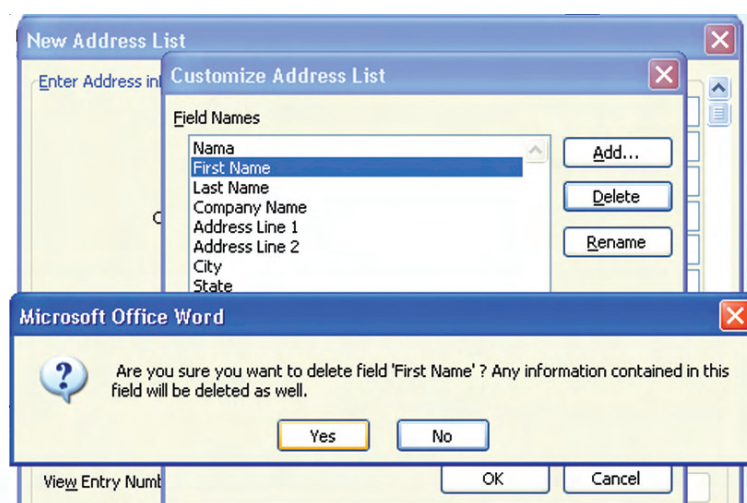 New Address List
Enter Address in
Customize Address List
Field Names
Nama
First Name
Last Name
Company Name
Address Line 1
Address Line 2
City
State
Add...
Delete
Rename
Microsoft Office Word
Are you sure you want to delete field 'First Name' ? Any information contained in this
field will be deleted as well.
Yes
No
View Entry Numb
OK
Cancel